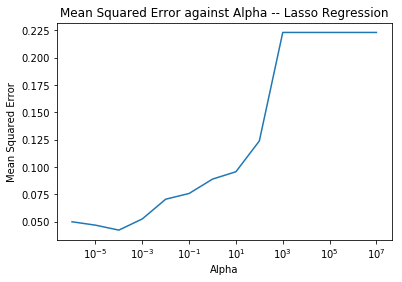 Mean Squared Error against Alpha -- Lasso Regression
0.225
0.200
0.175
0.150
0.125
0.100
0.075
0.050
Mean Squared Error
10⁻⁵ 10⁻³ 10⁻¹ 10¹ 10³ 10⁵ 10⁷
Alpha